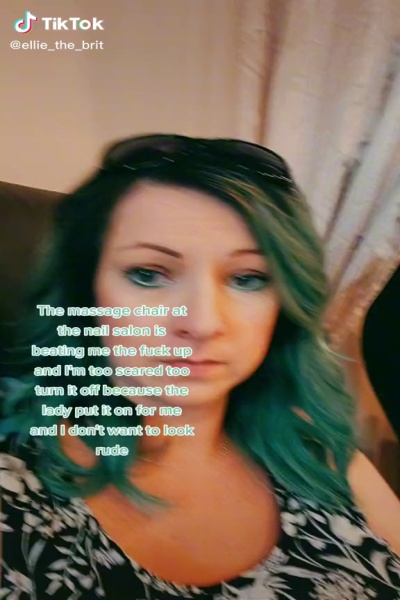 TikTok
@ellie_the_brit
The massage chair at
the nail salon is
beating me the fuck up
and I'm too scared too
turn it off because the
lady put it on for me
and I don't want to look
rude